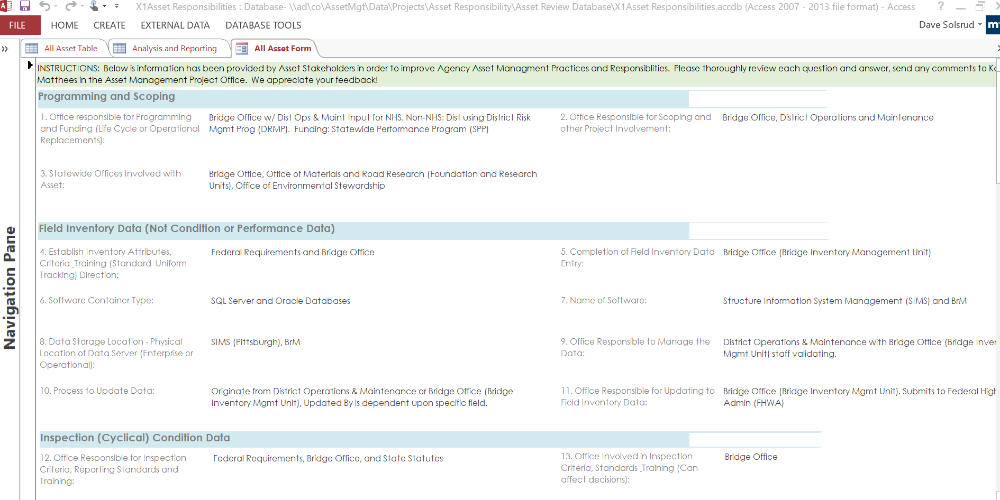 X1Asset Responsibilities : Database- \\ad\co\AssetMgt\Data\Projects\Asset Responsibility\Asset Review Database\X1Asset Responsibilities.accdb (Access 2007 - 2013 file format) - Access
FILE HOME CREATE EXTERNAL DATA DATABASE TOOLS Dave Solsrud
All Asset Table Analysis and Reporting All Asset Form
Navigation Pane
INSTRUCTIONS: Below is information has been provided by Asset Stakeholders in order to improve Agency Asset Managment Practices and Responsiblities. Please thoroughly review each question and answer, send any comments to
Matthees in the Asset Management Project Office. We appreciate your feedback!
Programming and Scoping
1. Office responsible for Programming
and Funding (Life Cycle or Operational
Replacements):
Bridge Office w/ Dist Ops & Maint Input for NHS. Non-NHS: Dist using District Risk
Mgmt Prog (DRMP). Funding: Statewide Performance Program (SPP)
2. Office Responsible for Scoping and
other Project Involvement:
Bridge Office, District Operations and Maintenance
3. Statewide Offices Involved with
Asset:
Bridge Office, Office of Materials and Road Research (Foundation and Research
Units), Office of Environmental Stewardship
Field Inventory Data (Not Condition or Performance Data)
4. Establish Inventory Attributes,
Criteria _Training (Standard Uniform
Tracking) Direction:
Federal Requirements and Bridge Office
5. Completion of Field Inventory Data
Entry:
Bridge Office (Bridge Inventory Management Unit)
6. Software Container Type:
SQL Server and Oracle Databases
7. Name of Software:
Structure Information System Management (SIMS) and BrM
8. Data Storage Location - Physical
Location of Data Server (Enterprise or
Operational):
SIMS (Pittsburgh), BrM
9. Office Responsible to Manage the
Data:
District Operations & Maintenance with Bridge Office (Bridge Inver
Mgmt Unit) staff validating.
10. Process to Update Data:
Originate from District Operations & Maintenance or Bridge Office (Bridge
Inventory Mgmt Unit), Updated By is dependent upon specific field.
11. Office Responsible for Updating to
Field Inventory Data:
Bridge Office (Bridge Inventory Mgmt Unit). Submits to Federal High
Admin (FHWA)
Inspection (Cyclical) Condition Data
12. Office Responsible for Inspection
Criteria, Reporting Standards and
Training:
Federal Requirements, Bridge Office, and State Statutes
13. Office Involved in Inspection
Criteria, Standards _Training (Can
affect decisions):
Bridge Office